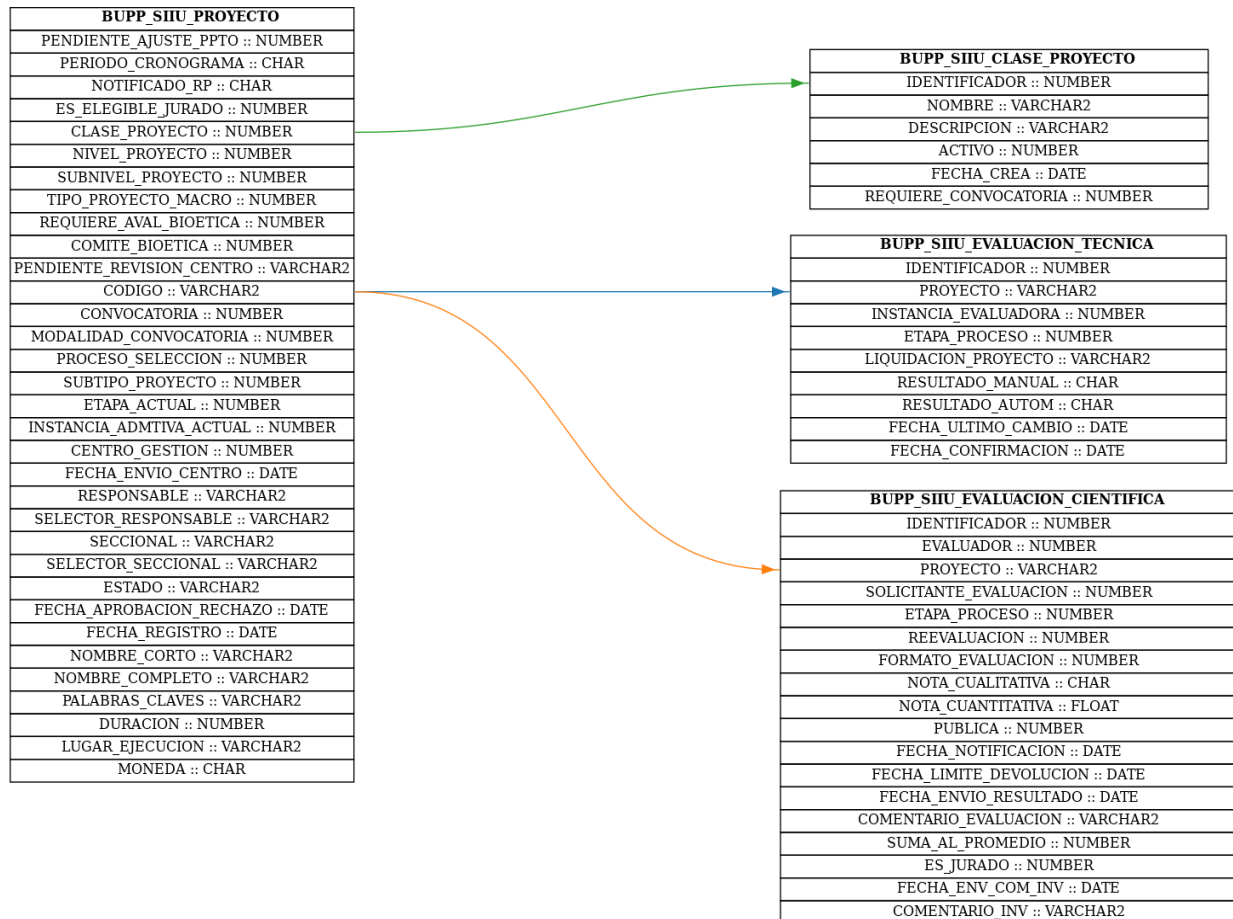 BUPP_SIIU_PROYECTO
PENDIENTE_AJUSTE_PPTO :: NUMBER
PERIODO_CRONOGRAMA :: CHAR
NOTIFICADO_RP :: CHAR
ES_ELEGIBLE_JURADO :: NUMBER
CLASE_PROYECTO :: NUMBER
NIVEL_PROYECTO :: NUMBER
SUBNIVEL_PROYECTO :: NUMBER
TIPO_PROYECTO_MACRO :: NUMBER
REQUIERE_AVAL_BIOETICA :: NUMBER
COMITE_BIOETICA :: NUMBER
PENDIENTE_REVISION_CENTRO :: VARCHAR2
CODIGO :: VARCHAR2
CONVOCATORIA :: NUMBER
MODALIDAD_CONVOCATORIA :: NUMBER
PROCESO_SELECCION :: NUMBER
SUBTIPO_PROYECTO :: NUMBER
ETAPA_ACTUAL :: NUMBER
INSTANCIA_ADMTIVA_ACTUAL :: NUMBER
CENTRO_GESTION :: NUMBER
FECHA_ENVIO_CENTRO :: DATE
RESPONSABLE :: VARCHAR2
SELECTOR_RESPONSABLE :: VARCHAR2
SECCIONAL :: VARCHAR2
SELECTOR_SECCIONAL :: VARCHAR2
ESTADO :: VARCHAR2
FECHA_APROBACION_RECHAZO :: DATE
FECHA_REGISTRO :: DATE
NOMBRE_CORTO :: VARCHAR2
NOMBRE_COMPLETO :: VARCHAR2
PALABRAS_CLAVES :: VARCHAR2
DURACION :: NUMBER
LUGAR_EJECUCION :: VARCHAR2
MONEDA :: CHAR
BUPP_SIIU_CLASE_PROYECTO
IDENTIFICADOR :: NUMBER
NOMBRE :: VARCHAR2
DESCRIPCION :: VARCHAR2
ACTIVO :: NUMBER
FECHA_CREA :: DATE
REQUIERE_CONVOCATORIA :: NUMBER
BUPP_SIIU_EVALUACION_TECNICA
IDENTIFICADOR :: NUMBER
PROYECTO :: VARCHAR2
INSTANCIA_EVALUADORA :: NUMBER
ETAPA_PROCESO :: NUMBER
LIQUIDACION_PROYECTO :: VARCHAR2
RESULTADO_MANUAL :: CHAR
RESULTADO_AUTOM :: CHAR
FECHA_ULTIMO_CAMBIO :: DATE
FECHA_CONFIRMACION :: DATE
BUPP_SIIU_EVALUACION_CIENTIFICA
IDENTIFICADOR :: NUMBER
EVALUADOR :: NUMBER
PROYECTO :: VARCHAR2
SOLICITANTE_EVALUACION :: NUMBER
ETAPA_PROCESO :: NUMBER
REEVALUACION :: NUMBER
FORMATO_EVALUACION :: NUMBER
NOTA_CUALITATIVA :: CHAR
NOTA_CUANTITATIVA :: FLOAT
PUBLICA :: NUMBER
FECHA_NOTIFICACION :: DATE
FECHA_LIMITE_DEVOLUCION :: DATE
FECHA_ENVIO_RESULTADO :: DATE
COMENTARIO_EVALUACION :: VARCHAR2
SUMA_AL_PROMEDIO :: NUMBER
ES_JURADO :: NUMBER
FECHA_ENV_COM_INV :: DATE
COMENTARIO_INV :: VARCHAR2